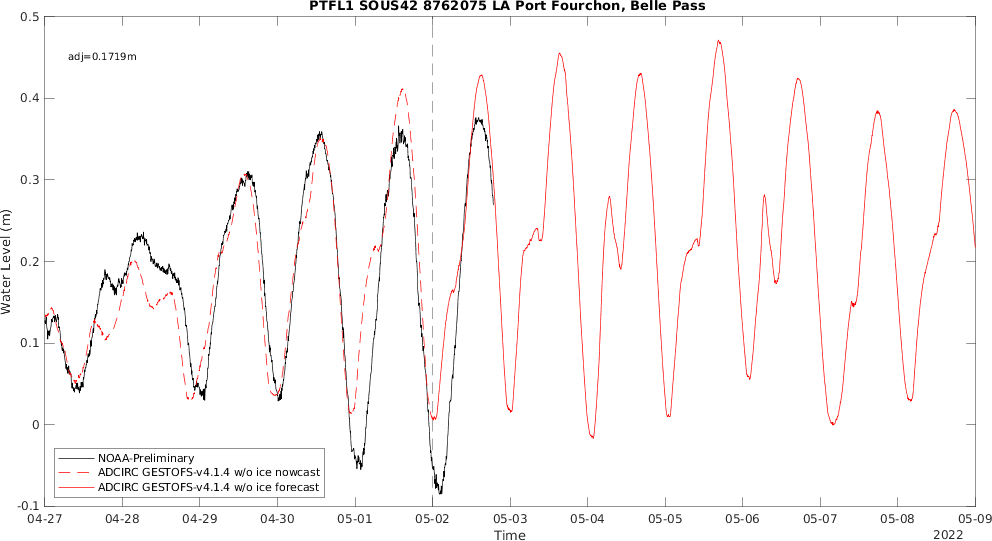 PTFL1 SOUS42 8762075 LA Port Fourchon, Belle Pass
0.5
adj=0.1719m
0.4
0.3
0.2
0.1
0
-0.1
Water Level (m)
NOAA-Preliminary
ADCIRC GESTOFS-v4.1.4 w/o ice nowcast
ADCIRC GESTOFS-v4.1.4 w/o ice forecast
04-27 04-28 04-29 04-30 05-01 05-02 05-03 05-04 05-05 05-06 05-07 05-08 05-09
Time
2022